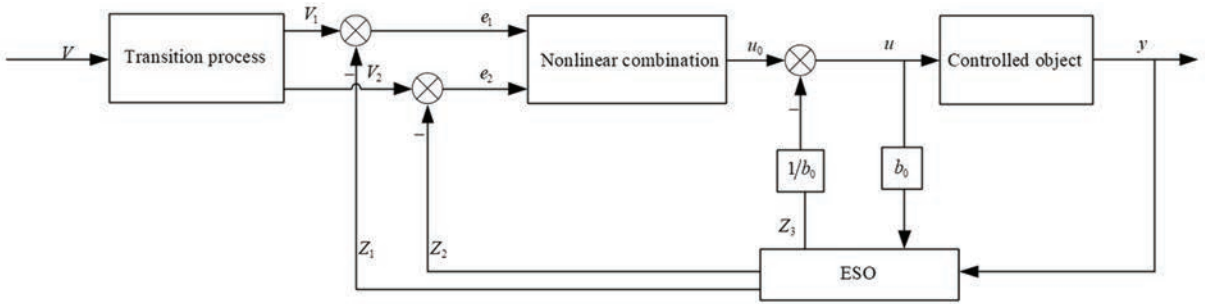 V
Transition process
V₁
V₂
−
−
e₁
e₂
Nonlinear combination
u₀
−
u
Controlled object
y
1/b₀
b₀
Z₁
Z₂
Z₃
ESO